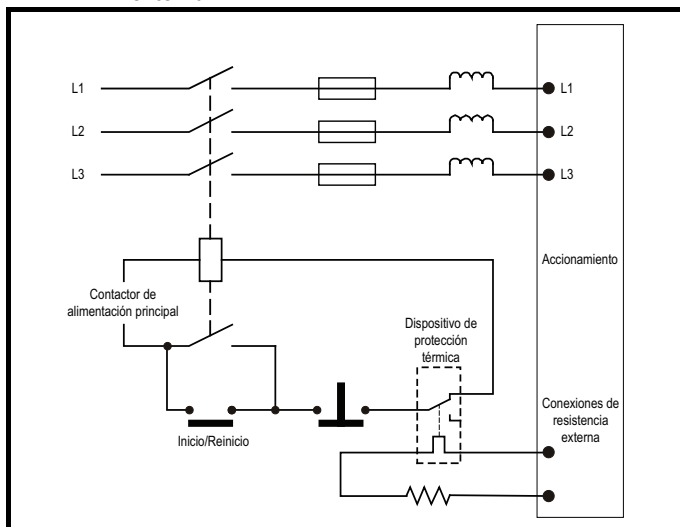 L1
L1
L2
L2
L3
L3
Accionamiento
Contactor de
alimentación principal
Dispositivo de
protección
térmica
Inicio/Reinicio
Conexiones de
resistencia
externa